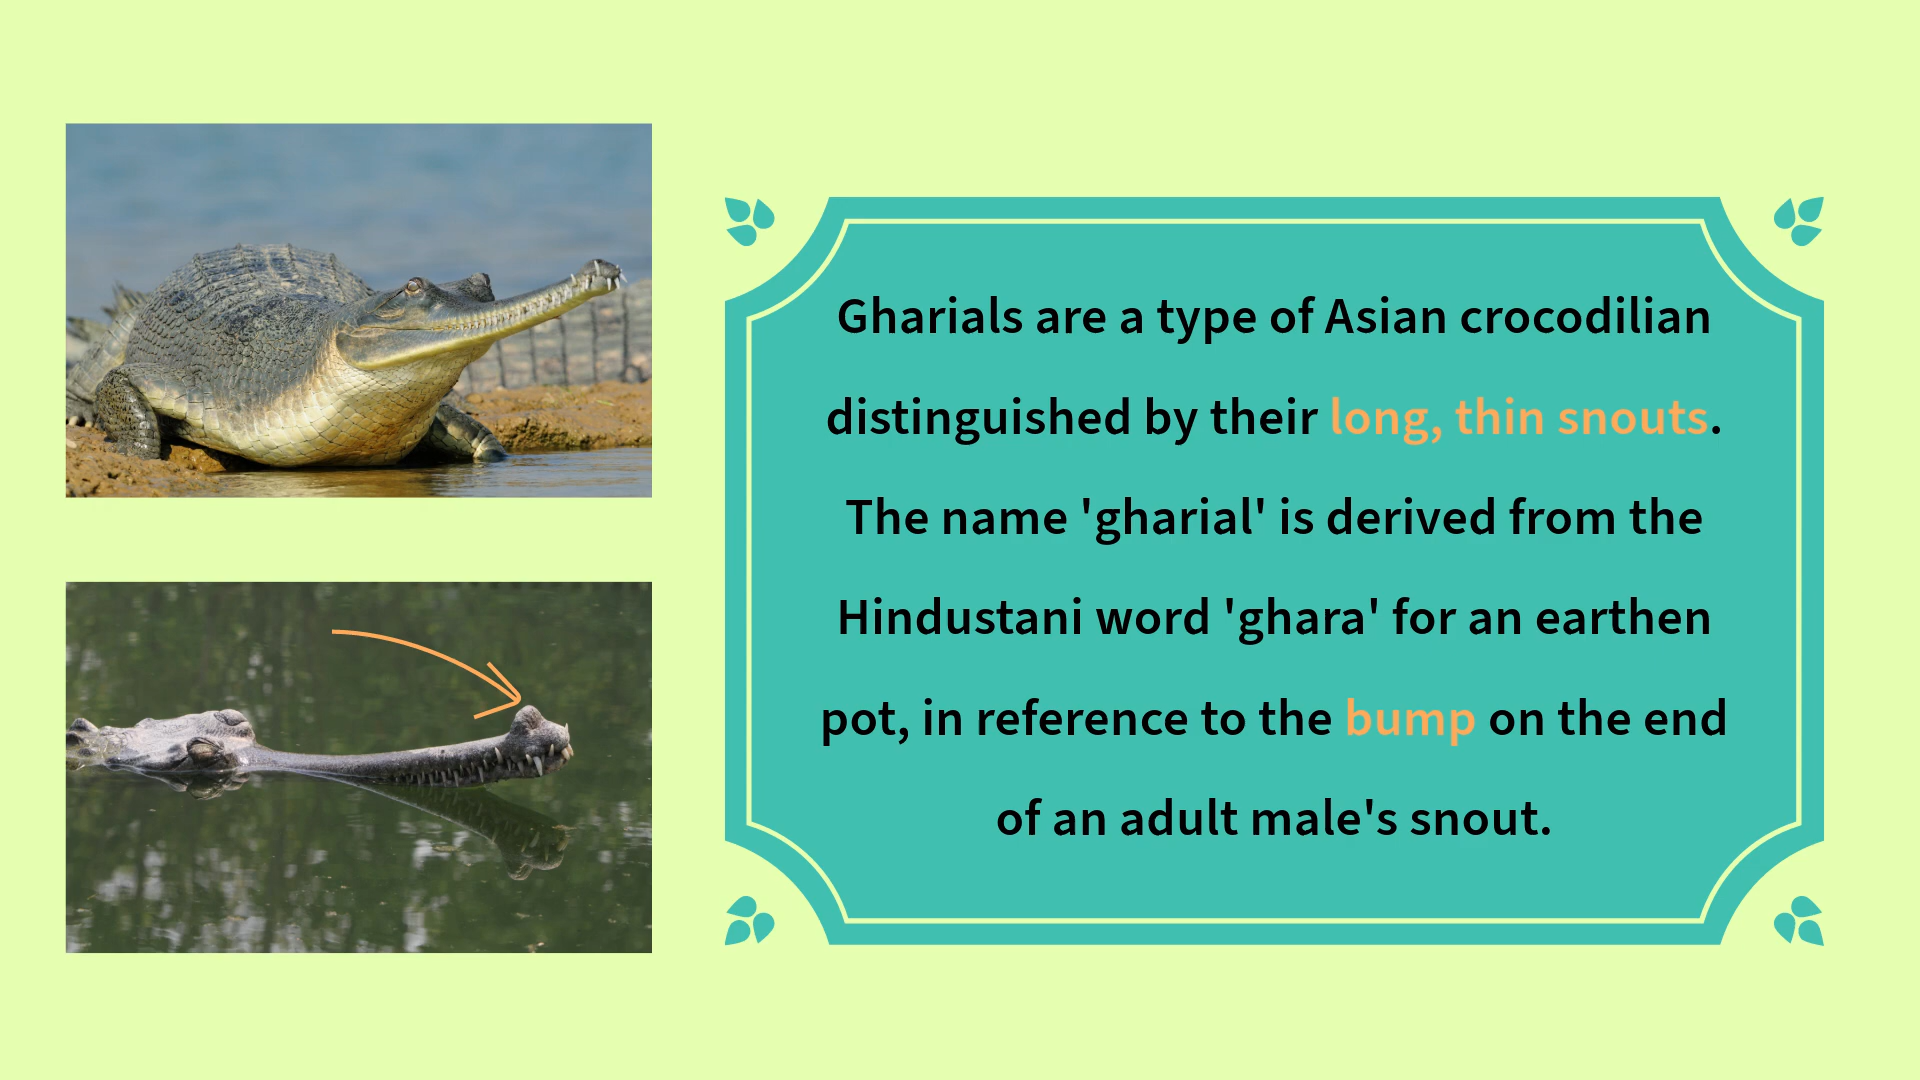 Gharials are a type of Asian crocodilian
distinguished by their long, thin snouts.
The name 'gharial' is derived from the
Hindustani word 'ghara' for an earthen
pot, in reference to the bump on the end
of an adult male's snout.